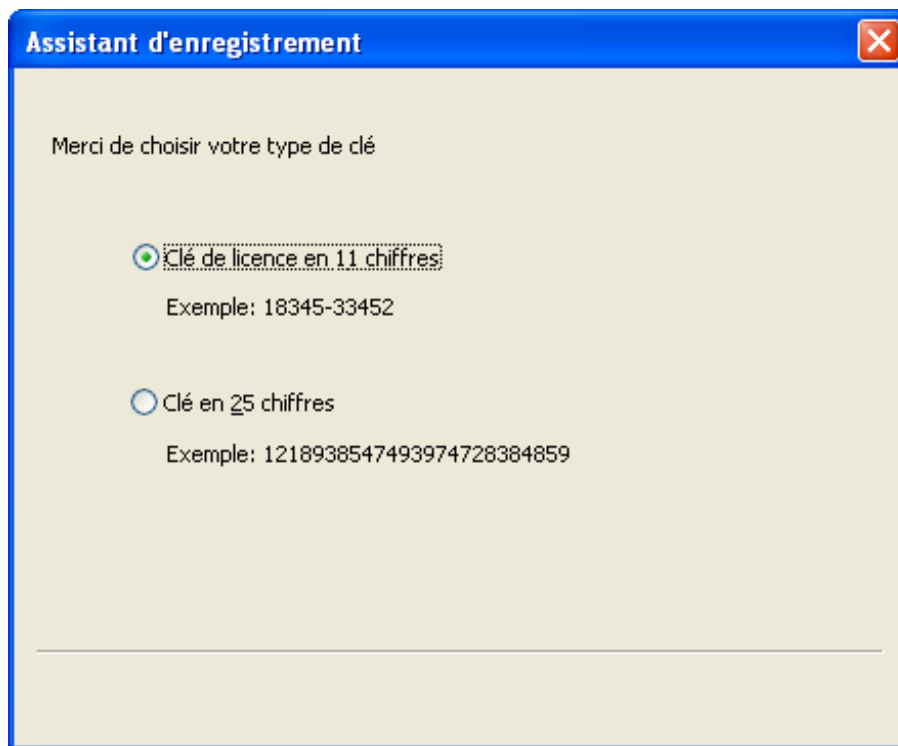 Assistant d'enregistrement
Merci de choisir votre type de clé
Clé de licence en 11 chiffres
Exemple: 18345-33452
Clé en 25 chiffres
Exemple: 1218938547493974728384859